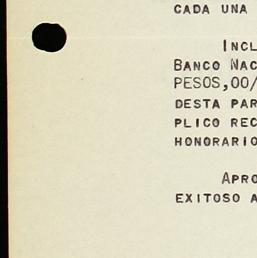 CADA UNA
INCL
BANCO NAC
PESOS,00/
DESTA PAR
PLICO REC
HONORARIO
APRO
EXITOSO A